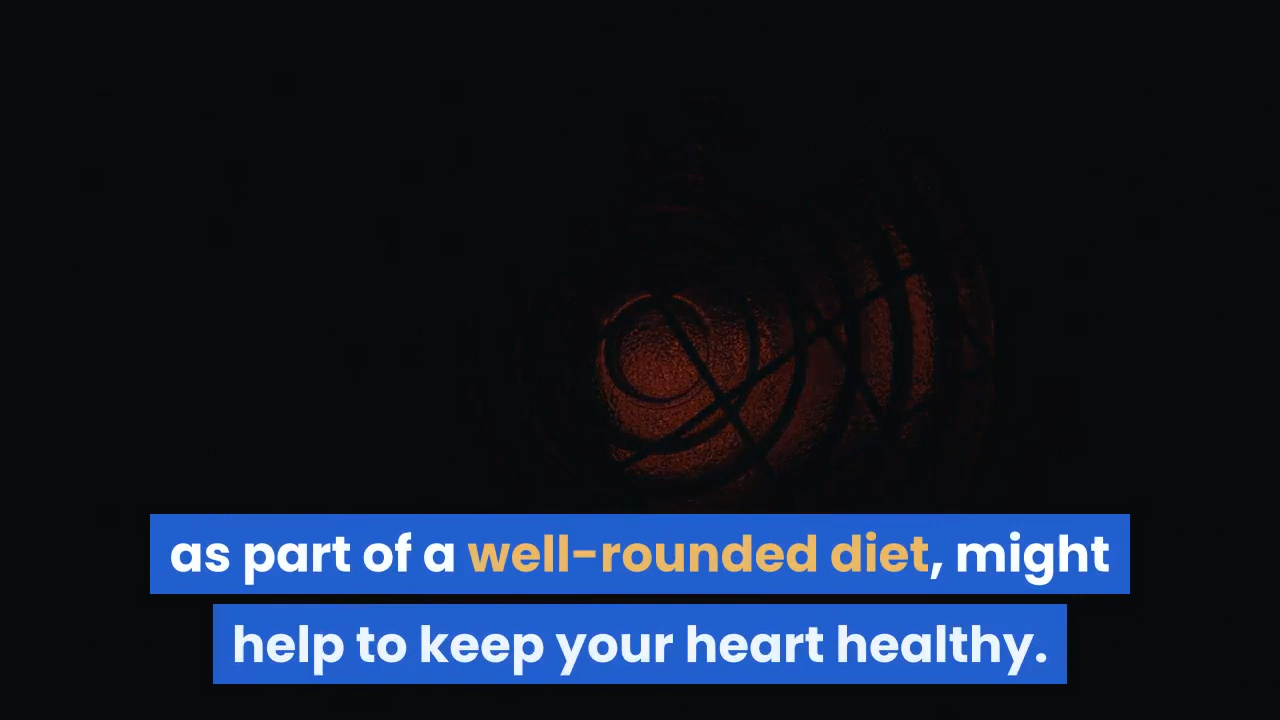 as part of a well-rounded diet, might
help to keep your heart healthy.